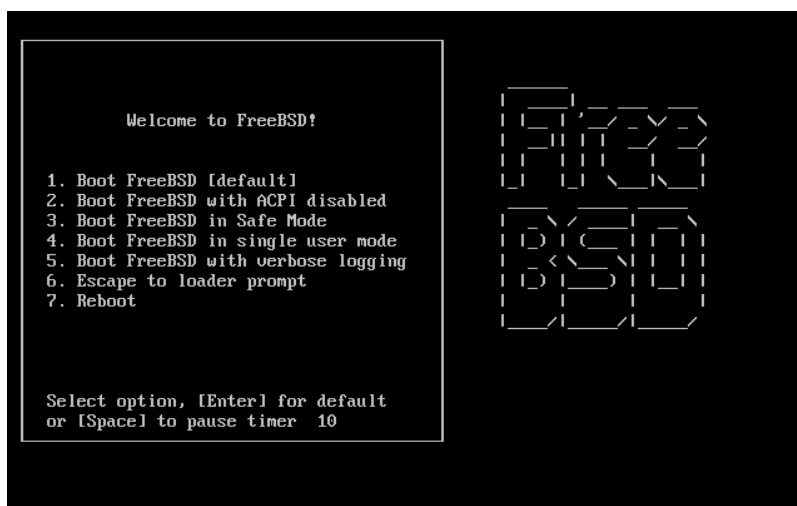 Welcome to FreeBSD!
1. Boot FreeBSD [default]
2. Boot FreeBSD with ACPI disabled
3. Boot FreeBSD in Safe Mode
4. Boot FreeBSD in single user mode
5. Boot FreeBSD with verbose logging
6. Escape to loader prompt
7. Reboot
Select option, [Enter] for default
or [Space] to pause timer  10
Free
BSD